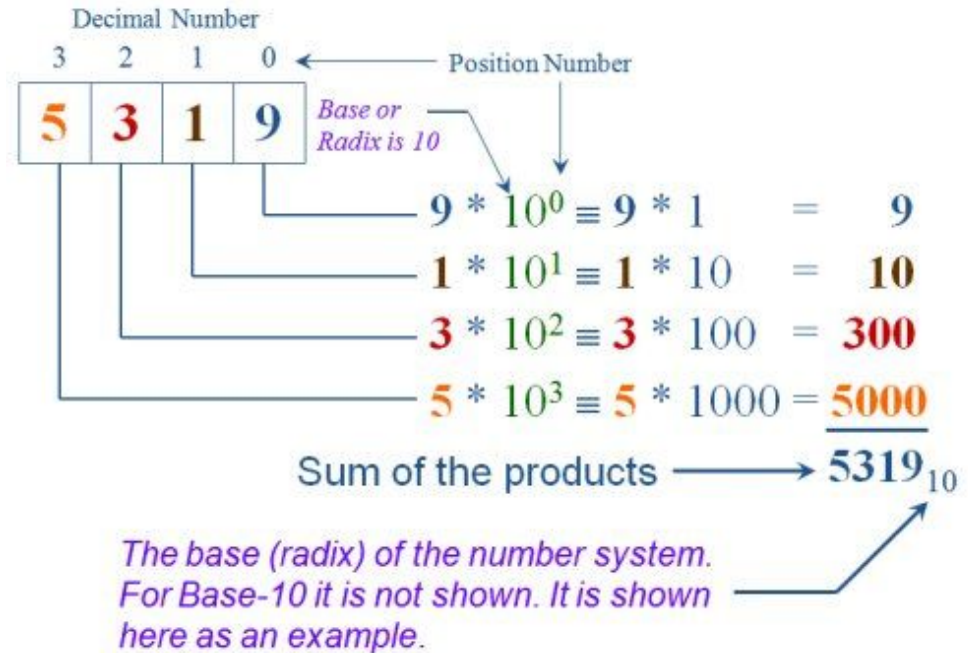 Decimal Number
3 2 1 0
Position Number
5 3 1 9
Base or
Radix is 10
9 * 10⁰ ≡ 9 * 1 = 9
1 * 10¹ ≡ 1 * 10 = 10
3 * 10² ≡ 3 * 100 = 300
5 * 10³ ≡ 5 * 1000 = 5000
Sum of the products
5319₁₀
The base (radix) of the number system.
For Base-10 it is not shown. It is shown
here as an example.